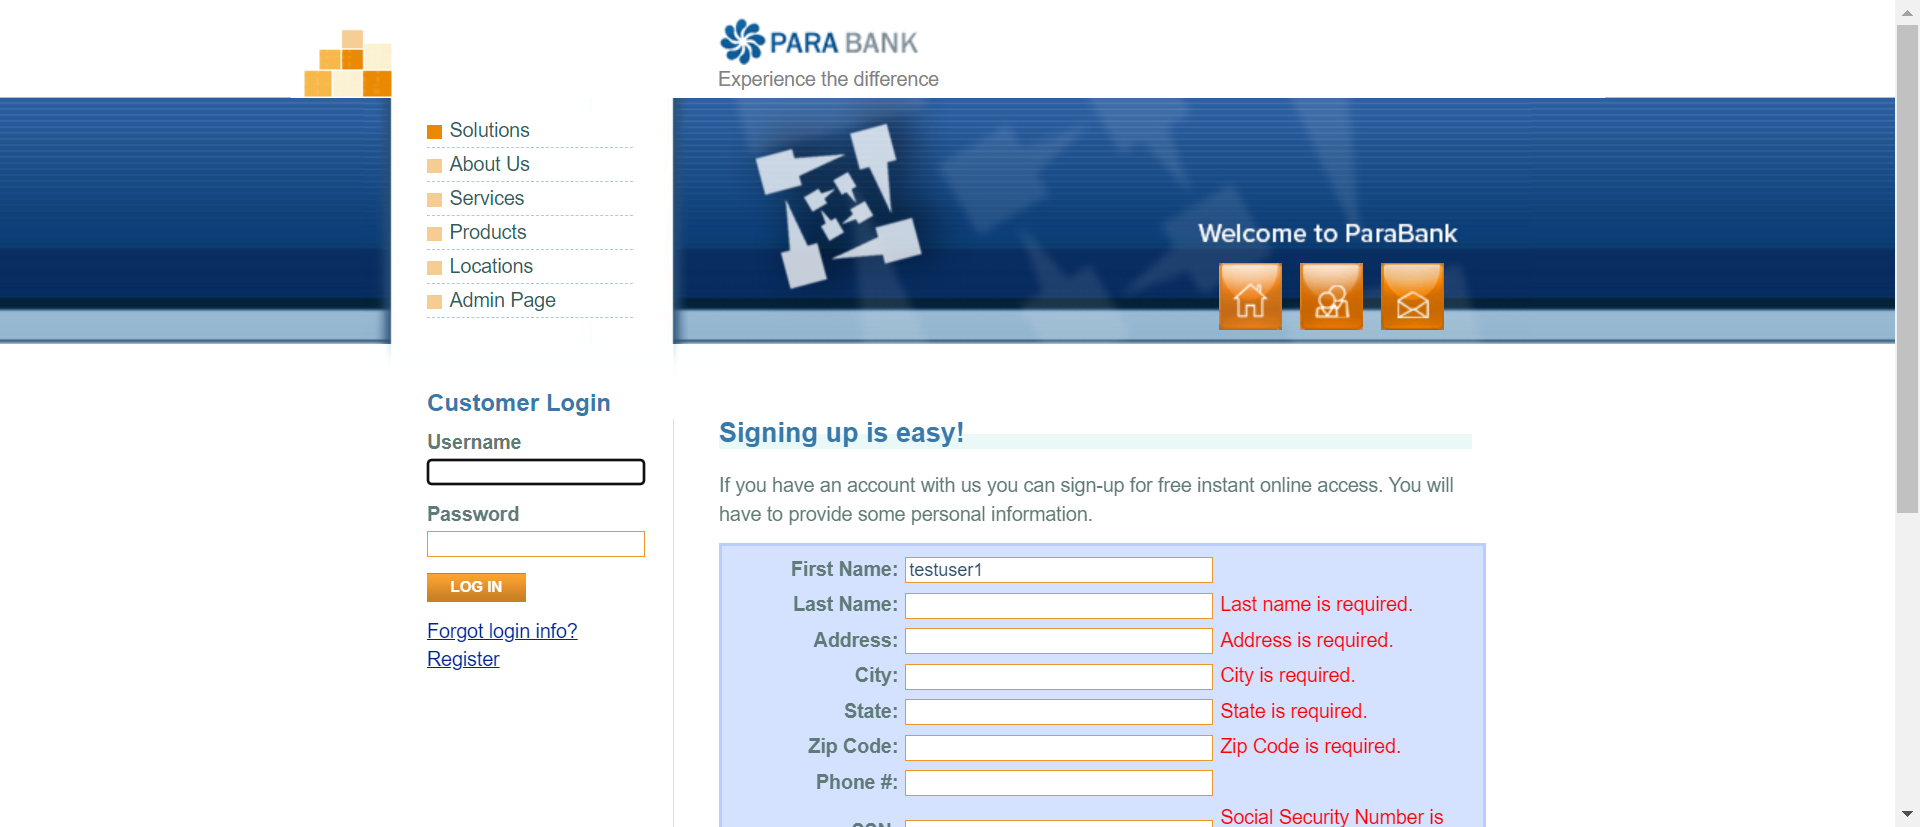 PARA BANK
Experience the difference
Solutions
About Us
Services
Products
Locations
Admin Page
Welcome to ParaBank
Customer Login
Username
Password
LOG IN
Forgot login info?
Register
Signing up is easy!
If you have an account with us you can sign-up for free instant online access. You will
have to provide some personal information.
First Name: testuser1
Last Name: Last name is required.
Address: Address is required.
City: City is required.
State: State is required.
Zip Code: Zip Code is required.
Phone #:
Social Security Number is
SSN: